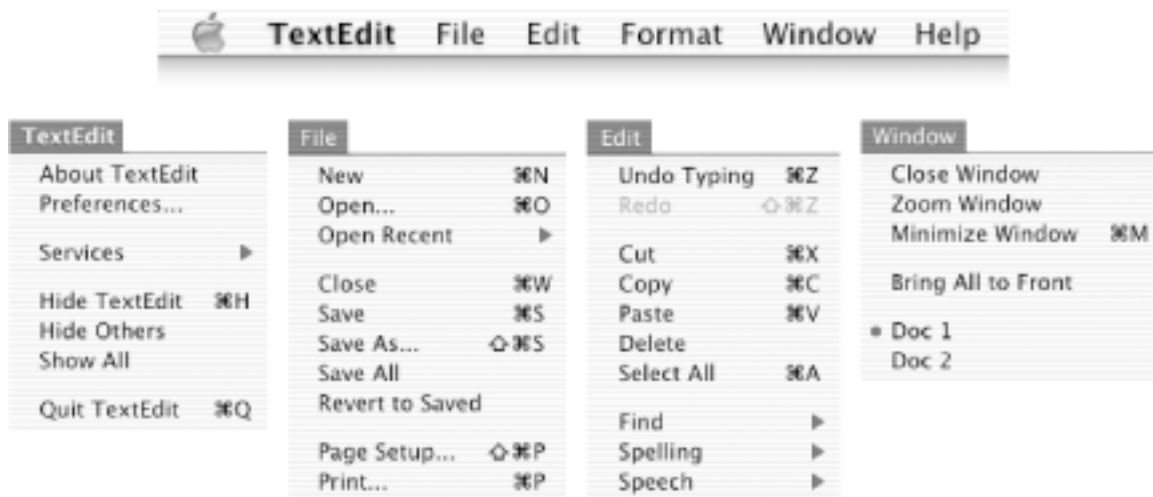 TextEdit File Edit Format Window Help
TextEdit
About TextEdit
Preferences...
Services
Hide TextEdit ⌘H
Hide Others
Show All
Quit TextEdit ⌘Q
File
New ⌘N
Open... ⌘O
Open Recent
Close ⌘W
Save ⌘S
Save As... ⇧⌘S
Save All
Revert to Saved
Page Setup... ⇧⌘P
Print... ⌘P
Edit
Undo Typing ⌘Z
Redo ⇧⌘Z
Cut ⌘X
Copy ⌘C
Paste ⌘V
Delete
Select All ⌘A
Find
Spelling
Speech
Window
Close Window
Zoom Window
Minimize Window ⌘M
Bring All to Front
Doc 1
Doc 2